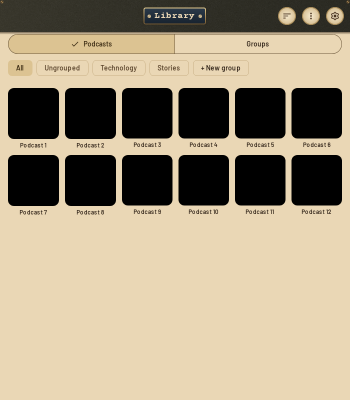 Library
Podcasts Groups
All Ungrouped Technology Stories + New group
Podcast 1 Podcast 2 Podcast 3 Podcast 4 Podcast 5 Podcast 6
Podcast 7 Podcast 8 Podcast 9 Podcast 10 Podcast 11 Podcast 12